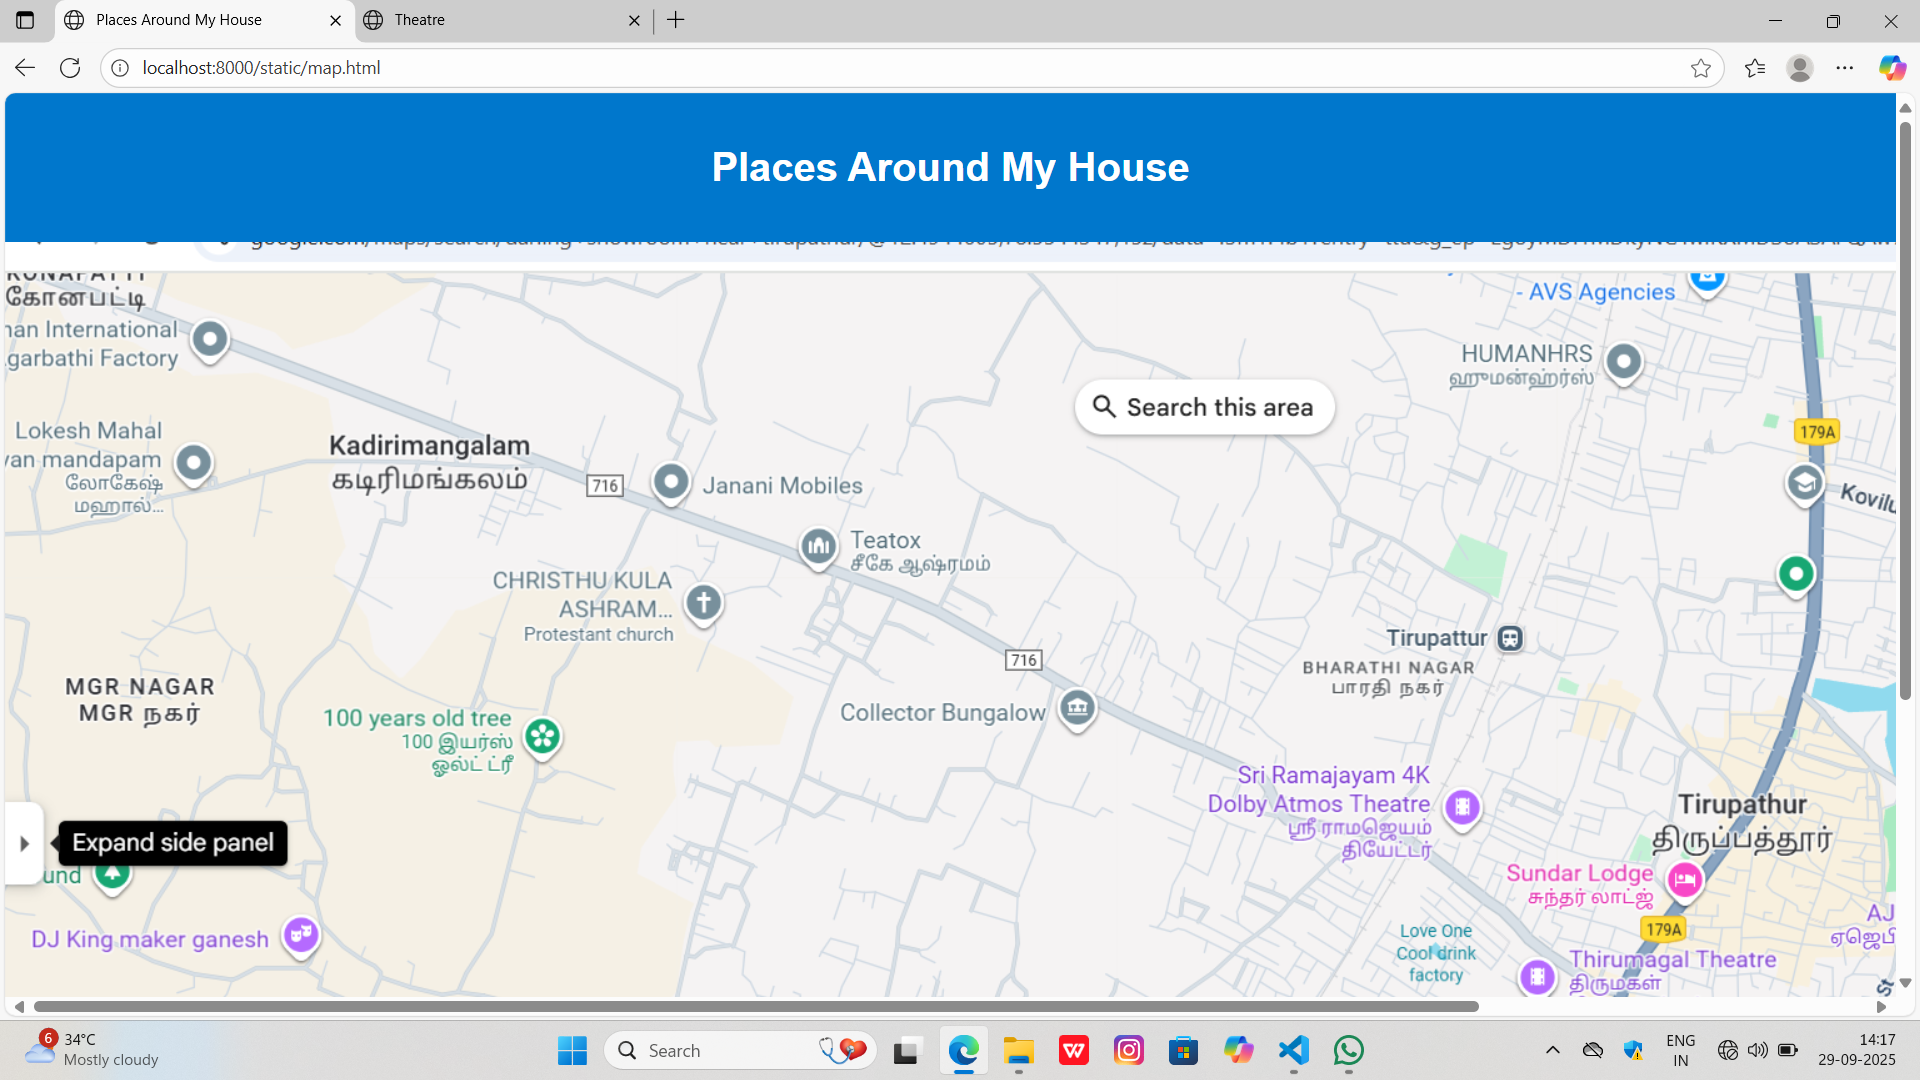 Places Around My House
Theatre
localhost:8000/static/map.html
Places Around My House
கோனபட்டி
International
garbathi Factory
- AVS Agencies
HUMANHRS
ஹுமன்ஹர்ஸ்
Search this area
179A
Lokesh Mahal
mandapam
லோகேஷ்
மஹால்...
Kadirimangalam
கடிரிமங்கலம்
716
Janani Mobiles
Teatox
சீகே ஆஷ்ரமம்
CHRISTHU KULA
ASHRAM...
Protestant church
716
Tirupattur
BHARATHI NAGAR
பாரதி நகர்
MGR NAGAR
MGR நகர்
100 years old tree
100 இயர்ஸ்
ஓல்ட் ட்ரீ
Collector Bungalow
Sri Ramajayam 4K
Dolby Atmos Theatre
ஸ்ரீ ராமஜெயம்
தியேட்டர்
Tirupathur
திருப்பத்தூர்
Expand side panel
und
Sundar Lodge
சுந்தர் லாட்ஜ்
179A
DJ King maker ganesh
Love One
Cool drink
factory
Thirumagal Theatre
திருமகள்
AJ
6
34°C
Mostly cloudy
Search
ENG
IN
14:17
29-09-2025